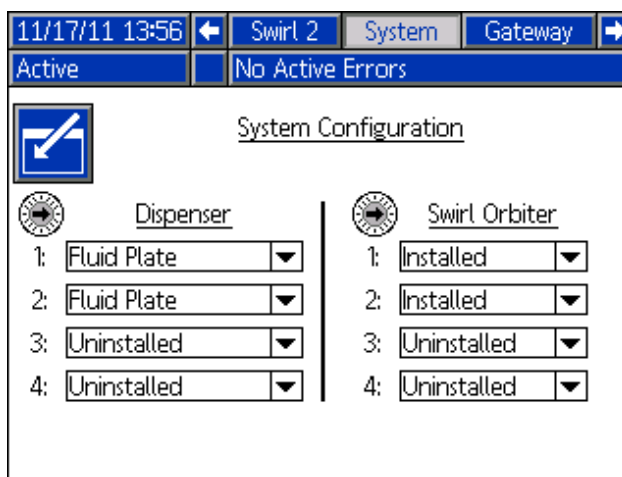 11/17/11 13:56 Swirl 2 System Gateway
Active No Active Errors
System Configuration
Dispenser
1: Fluid Plate
2: Fluid Plate
3: Uninstalled
4: Uninstalled
Swirl Orbiter
1: Installed
2: Installed
3: Uninstalled
4: Uninstalled